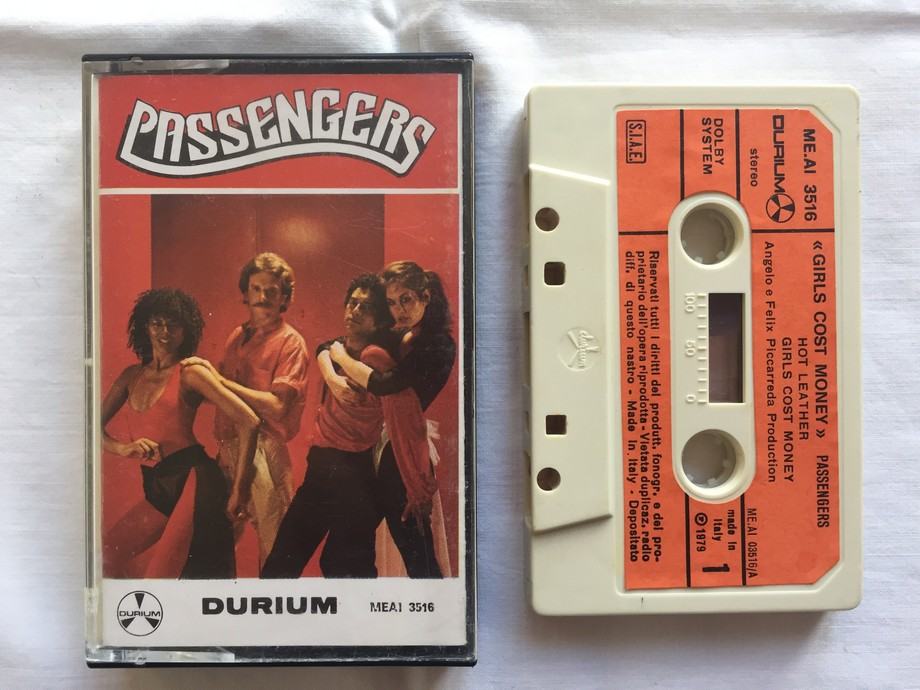 PASSENGERS
DURIUM
DURIUM
MEAI 3516
ME.AI 3516
DURIUM
stereo
DOLBY
SYSTEM
S.I.A.E.
«GIRLS COST MONEY» PASSENGERS
HOT LEATHER
GIRLS COST MONEY
Angelo e Felix Piccarreda Production
100 50 0
durium
ME.AI 03516/A
1
made in
Italy
℗ 1979
Riservati tutti i diritti del produtt. fonogr. e del pro-
prietario dell'opera riprodotta - Vietata duplicaz. radio
diff. di questo nastro - Made in. Italy - Depositato